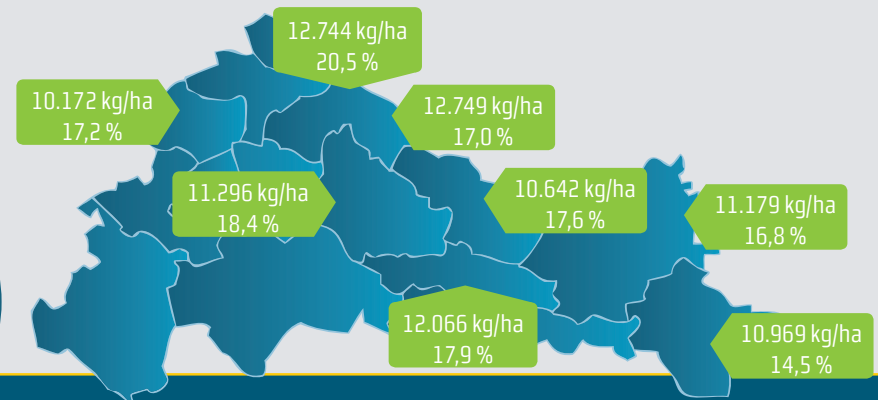 12.744 kg/ha
20,5 %
10.172 kg/ha
17,2 %
12.749 kg/ha
17,0 %
11.296 kg/ha
18,4 %
10.642 kg/ha
17,6 %
11.179 kg/ha
16,8 %
12.066 kg/ha
17,9 %
10.969 kg/ha
14,5 %